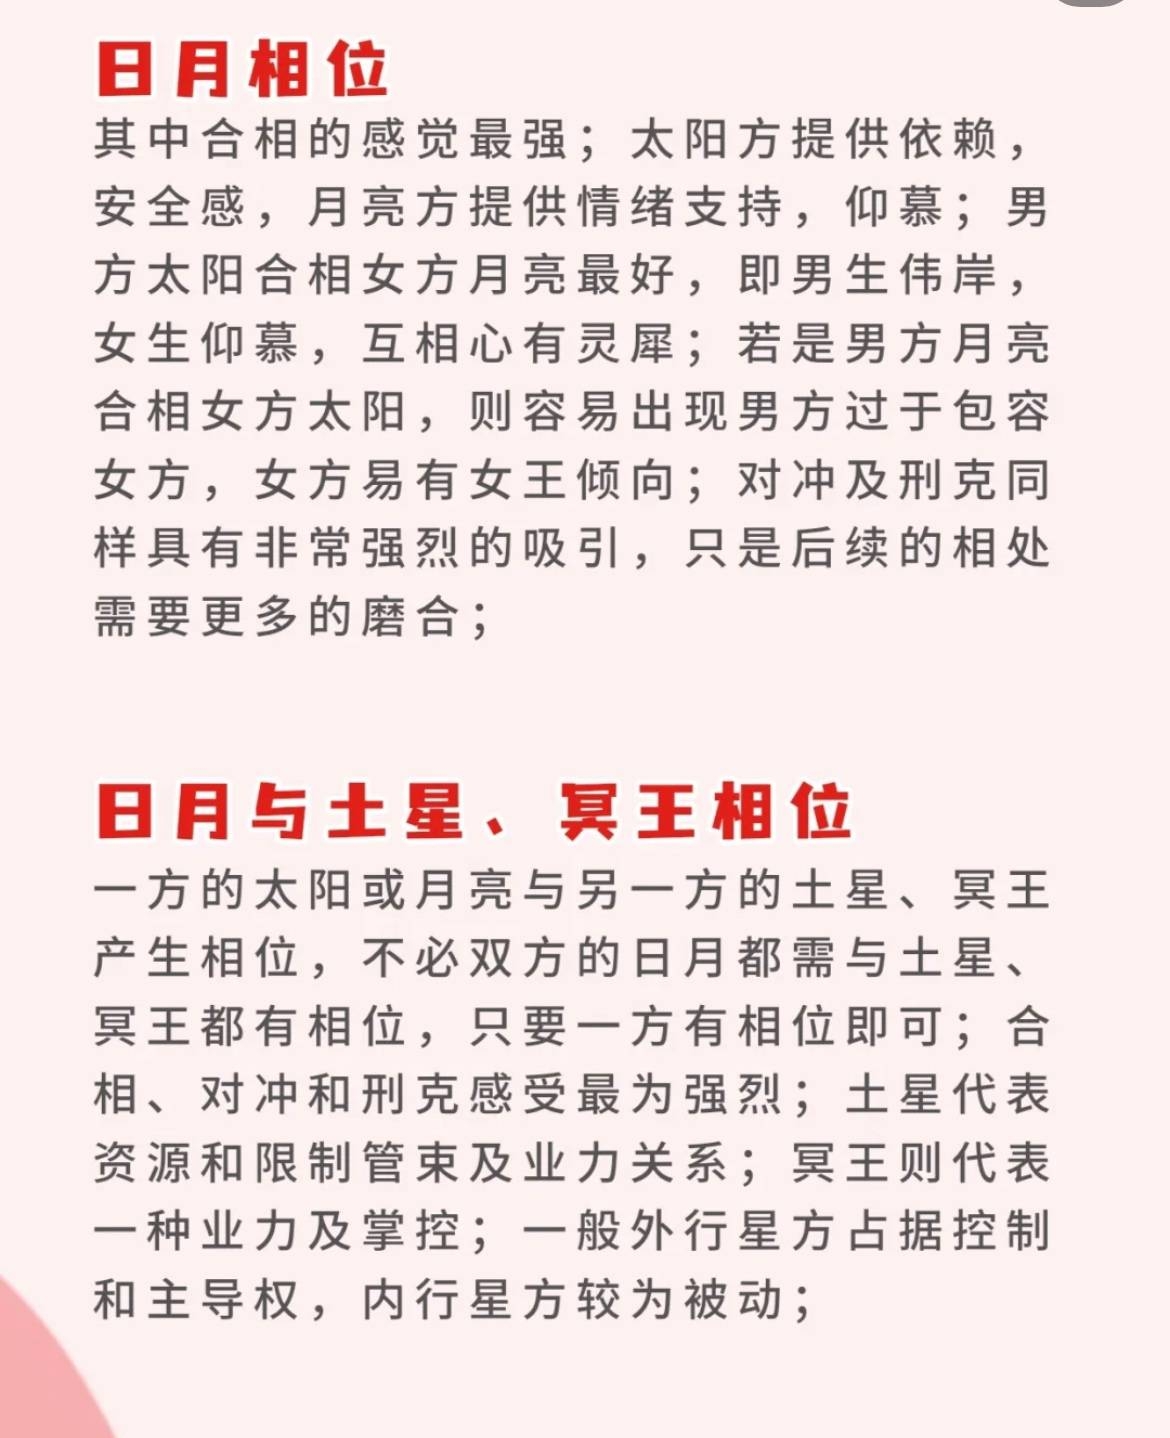 日月相位
其中合相的感觉最强；太阳方提供依赖，
安全感，月亮方提供情绪支持，仰慕；男
方太阳合相女方月亮最好，即男生伟岸，
女生仰慕，互相心有灵犀；若是男方月亮
合相女方太阳，则容易出现男方过于包容
女方，女方易有女王倾向；对冲及刑克同
样具有非常强烈的吸引，只是后续的相处
需要更多的磨合；
日月与土星、冥王相位
一方的太阳或月亮与另一方的土星、冥王
产生相位，不必双方的日月都需与土星、
冥王都有相位，只要一方有相位即可；合
相、对冲和刑克感受最为强烈；土星代表
资源和限制管束及业力关系；冥王则代表
一种业力及掌控；一般外行星方占据控制
和主导权，内行星方较为被动；